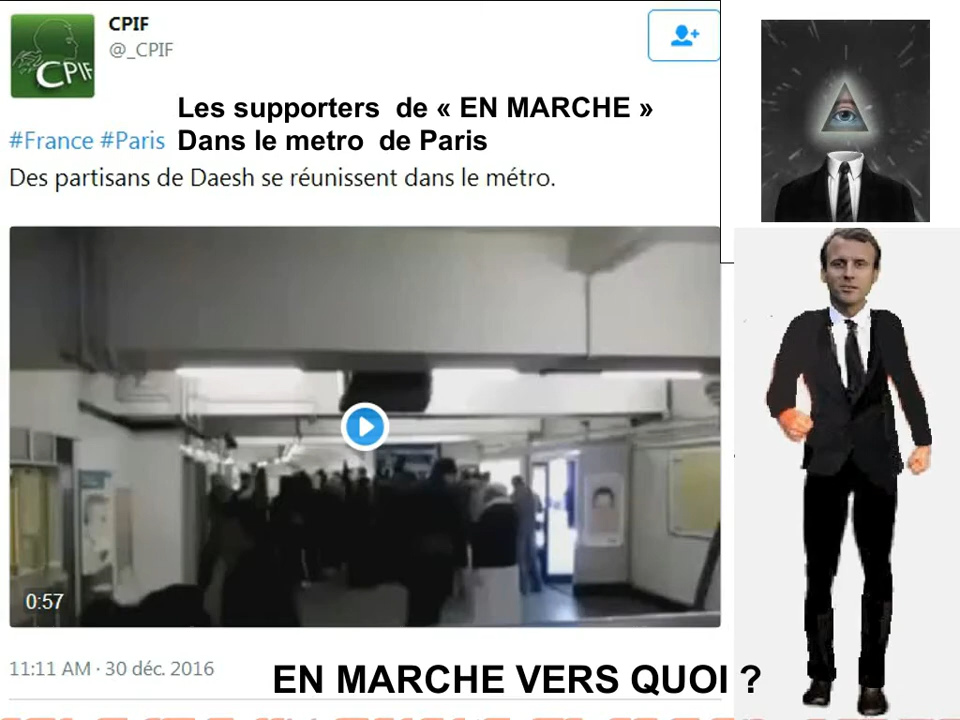 CPIF
@_CPIF
CPIF
Les supporters de « EN MARCHE »
#France #Paris Dans le metro de Paris
Des partisans de Daesh se réunissent dans le métro.
0:57
11:11 AM · 30 déc. 2016
EN MARCHE VERS QUOI ?